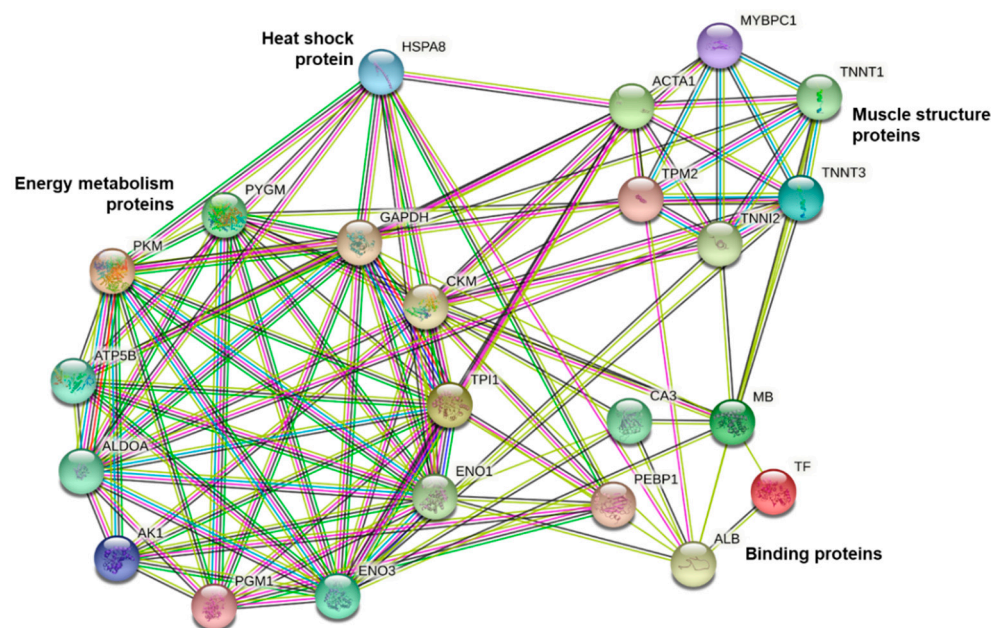 MYBPC1
Heat shock
protein
HSPA8
ACTA1
TNNT1
Muscle structure
proteins
TPM2
TNNT3
Energy metabolism
proteins
PYGM
GAPDH
TNNI2
PKM
CKM
ATP5B
TPI1
CA3
MB
ALDOA
ENO1
PEBP1
TF
AK1
ALB
Binding proteins
PGM1
ENO3